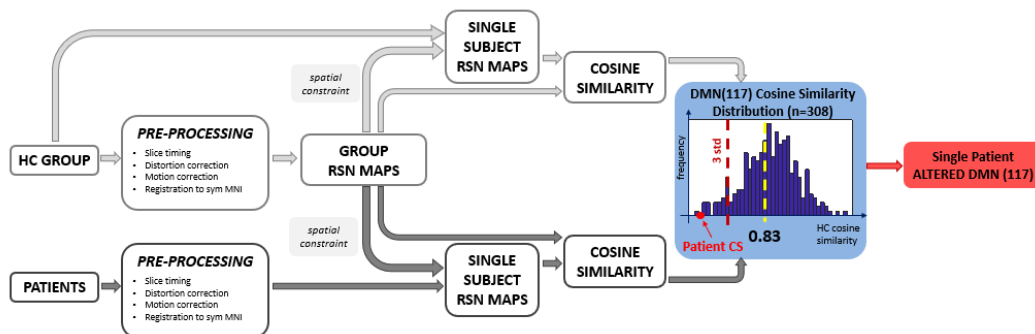 SINGLE
SUBJECT
RSN MAPS
spatial
constraint
COSINE
SIMILARITY
DMN(117) Cosine Similarity
Distribution (n=308)
PRE-PROCESSING
• Slice timing
• Distortion correction
• Motion correction
• Registration to sym MNI
HC GROUP
GROUP
RSN MAPS
frequency
3 std
Single Patient
ALTERED DMN (117)
Patient CS
0.83
HC cosine
similarity
spatial
constraint
PRE-PROCESSING
• Slice timing
• Distortion correction
• Motion correction
• Registration to sym MNI
PATIENTS
SINGLE
SUBJECT
RSN MAPS
COSINE
SIMILARITY